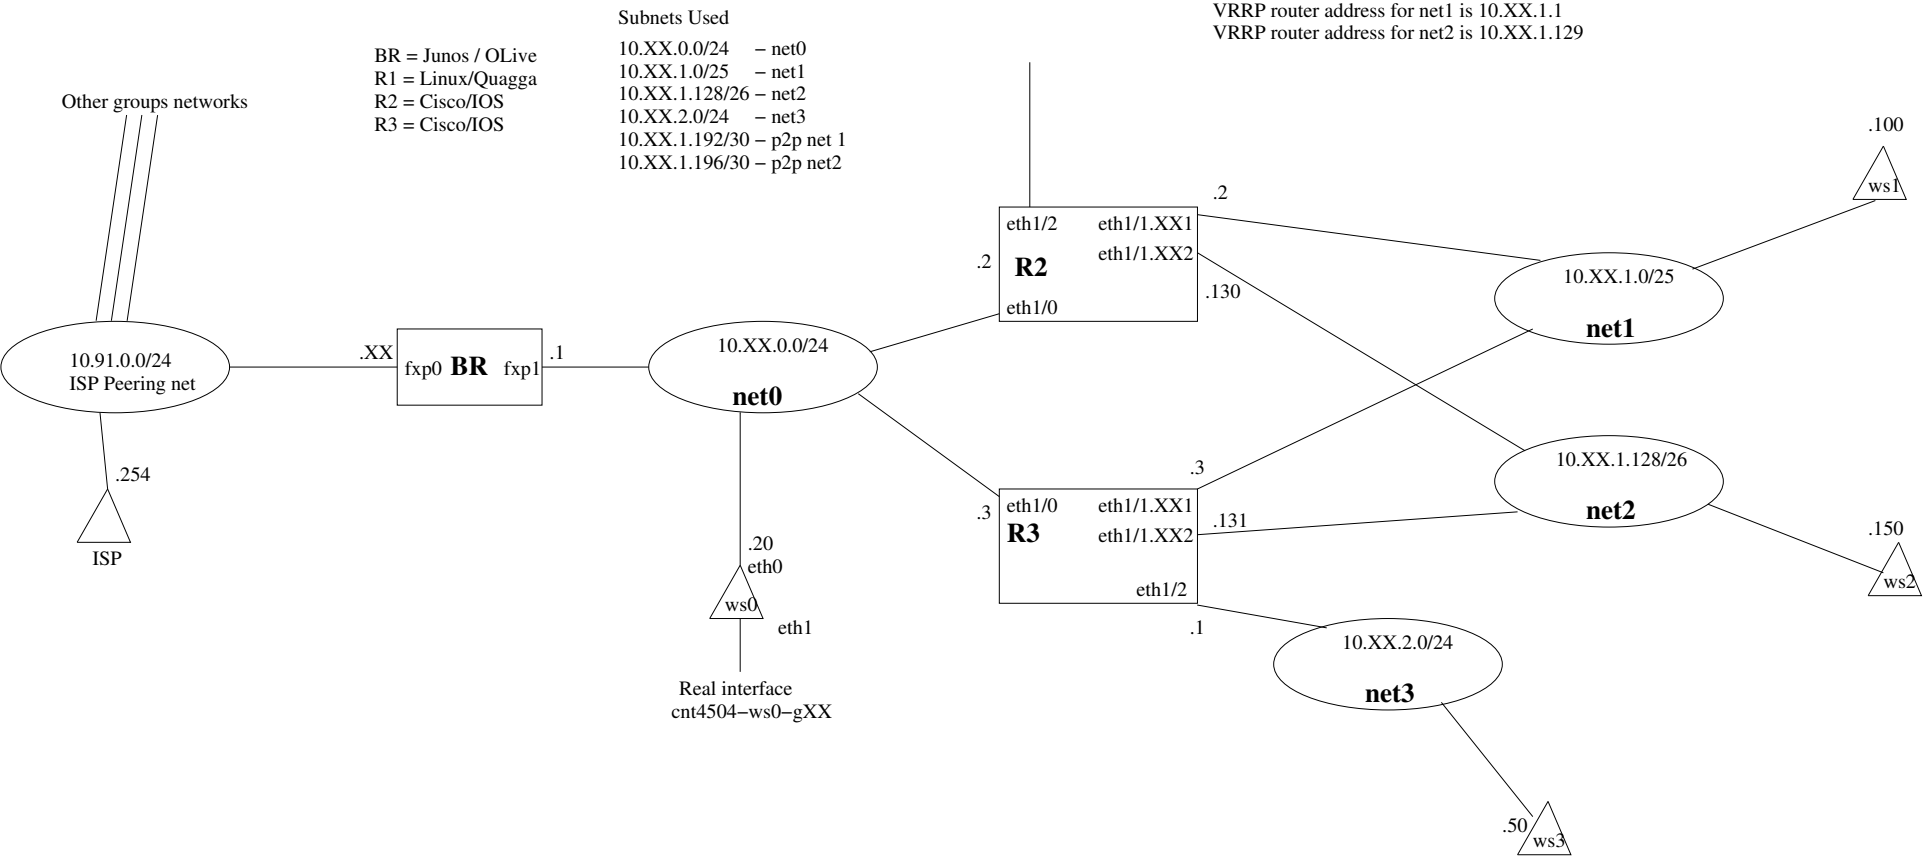 VRRP router address for net1 is 10.XX.1.1
VRRP router address for net2 is 10.XX.1.129
Subnets Used
10.XX.0.0/24 – net0
10.XX.1.0/25 – net1
10.XX.1.128/26 – net2
10.XX.2.0/24 – net3
10.XX.1.192/30 – p2p net 1
10.XX.1.196/30 – p2p net2
BR = Junos / OLive
R1 = Linux/Quagga
R2 = Cisco/IOS
R3 = Cisco/IOS
Other groups networks
10.91.0.0/24
ISP Peering net
.254
ISP
.XX
fxp0 BR fxp1
.1
10.XX.0.0/24
net0
.20
eth0
ws0
eth1
Real interface
cnt4504–ws0–gXX
.2
eth1/2 eth1/1.XX1
eth1/1.XX2
R2
eth1/0
.2
.130
.3
eth1/0 eth1/1.XX1
R3 eth1/1.XX2
eth1/2
.3
.131
.1
10.XX.1.0/25
net1
.100
ws1
10.XX.1.128/26
net2
.150
ws2
10.XX.2.0/24
net3
.50
ws3